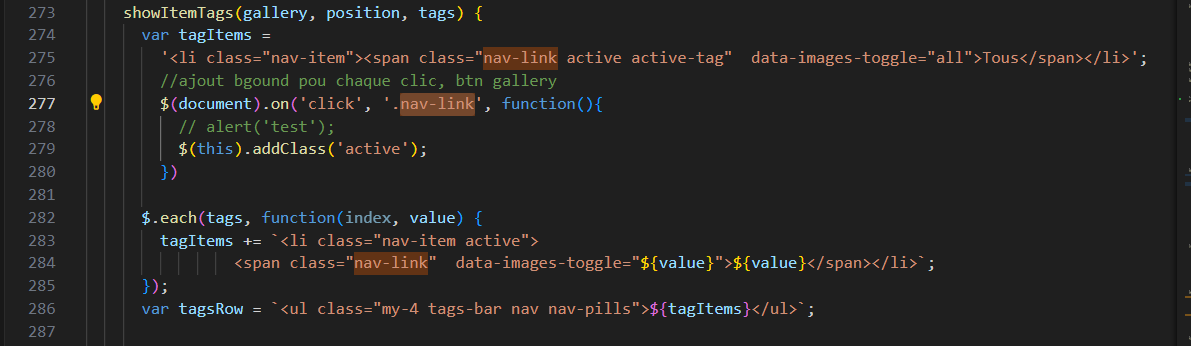 273 showItemTags(gallery, position, tags) {
274 var tagItems =
275 '<li class="nav-item"><span class="nav-link active active-tag"  data-images-toggle="all">Tous</span></li>';
276 //ajout bgound pou chaque clic, btn gallery
277 $(document).on('click', '.nav-link', function(){
278 // alert('test');
279 $(this).addClass('active');
280 })
281
282 $.each(tags, function(index, value) {
283 tagItems += `<li class="nav-item active">
284 <span class="nav-link"  data-images-toggle="${value}">${value}</span></li>`;
285 });
286 var tagsRow = `<ul class="my-4 tags-bar nav nav-pills">${tagItems}</ul>`;
287